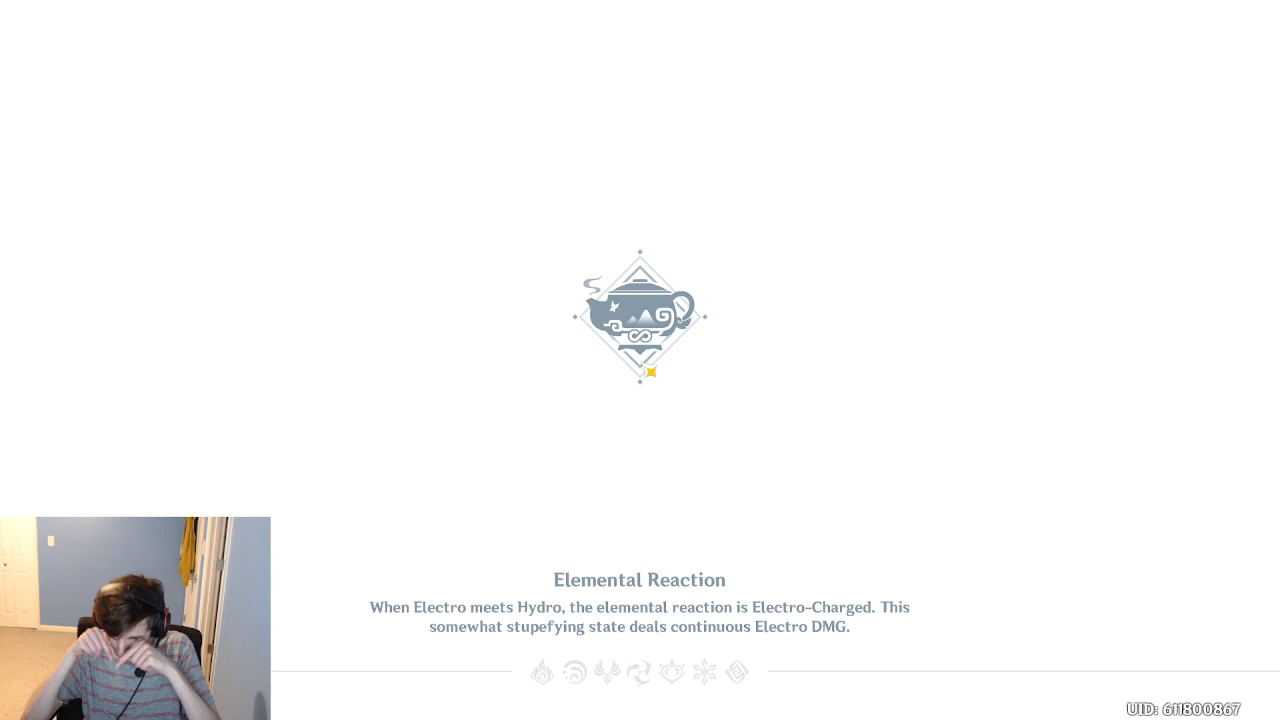 Elemental Reaction
When Electro meets Hydro, the elemental reaction is Electro-Charged. This
somewhat stupefying state deals continuous Electro DMG.
UID: 611800867